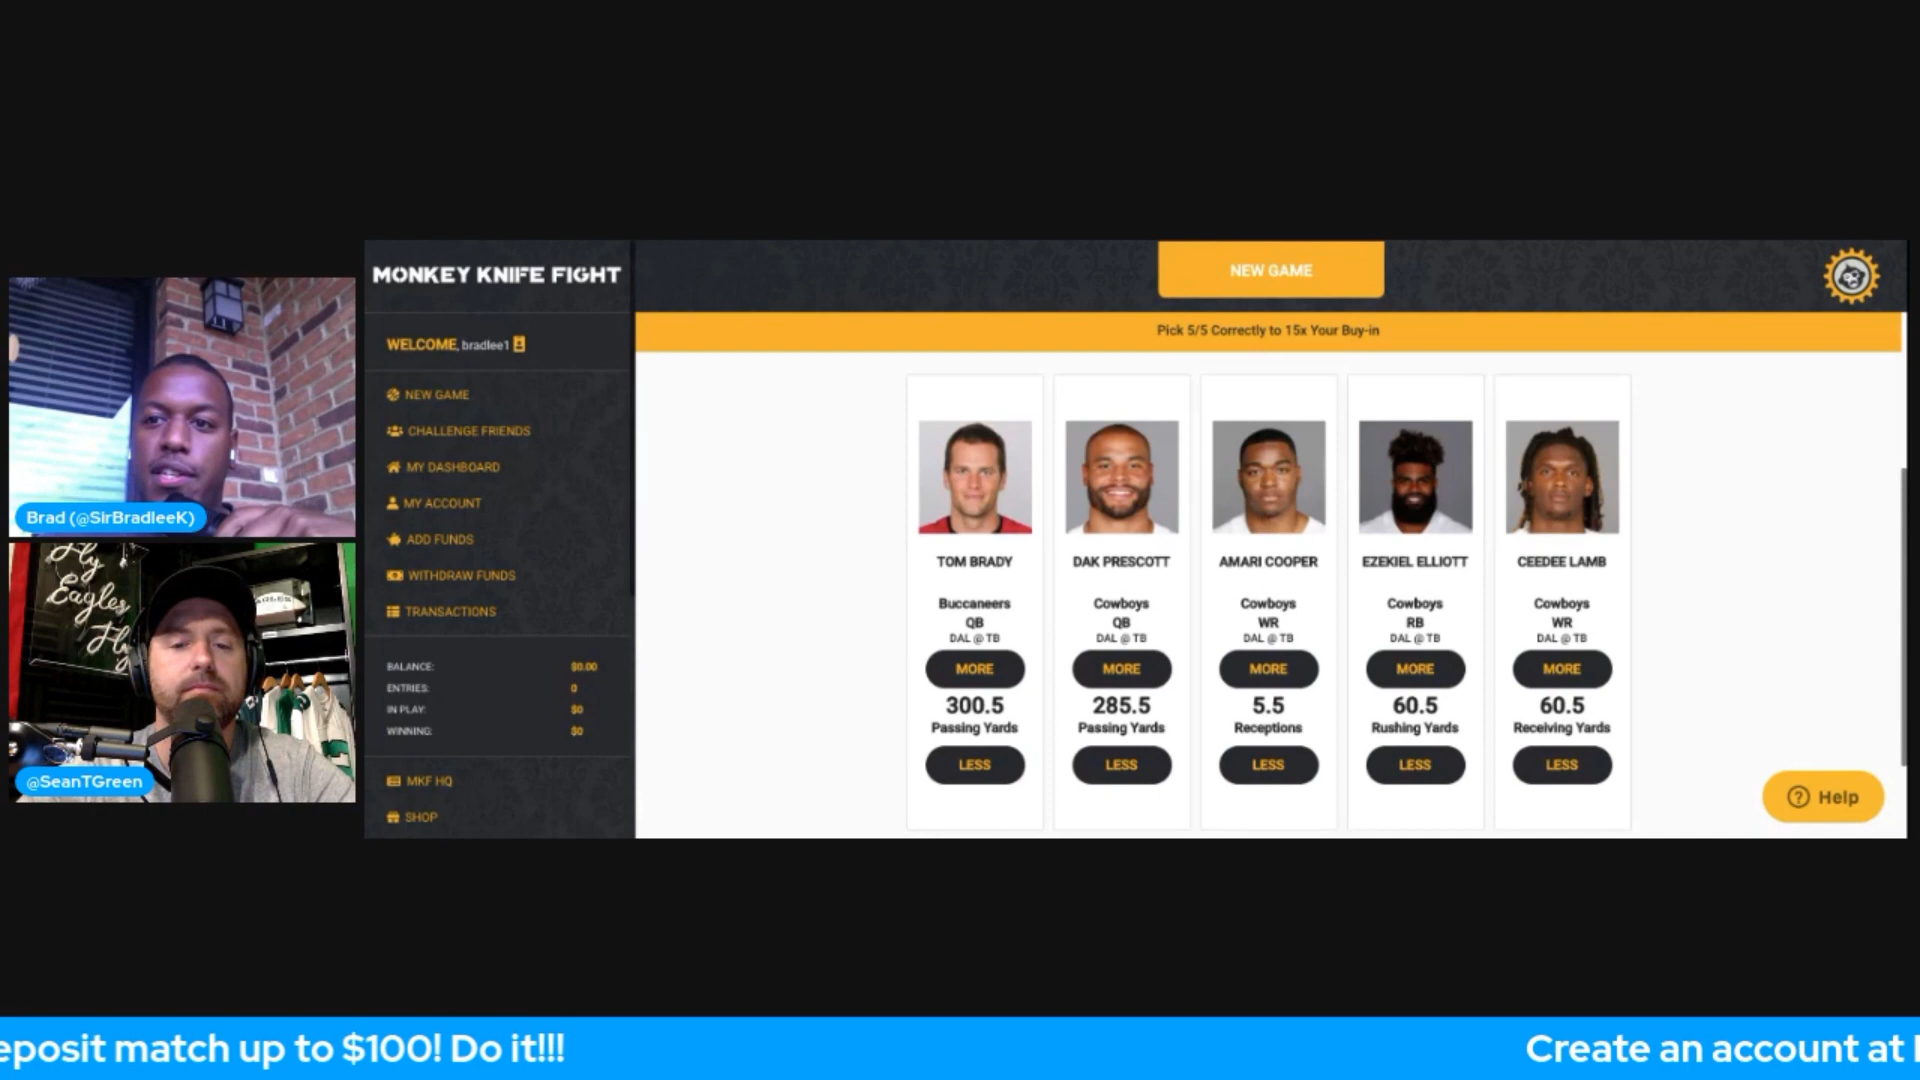 Fly
Eagles
Fly
Brad (@SirBradleeK)
@SeanTGreen
MONKEY KNIFE FIGHT
WELCOME, bradlee1
NEW GAME
CHALLENGE FRIENDS
MY DASHBOARD
MY ACCOUNT
ADD FUNDS
WITHDRAW FUNDS
TRANSACTIONS
BALANCE: $0.00
ENTRIES: 0
IN PLAY: $0
WINNING: $0
MKF HQ
SHOP
NEW GAME
Pick 5/5 Correctly to 15x Your Buy-in
TOM BRADY
Buccaneers
QB
DAL @ TB
MORE
300.5
Passing Yards
LESS
DAK PRESCOTT
Cowboys
QB
DAL @ TB
MORE
285.5
Passing Yards
LESS
AMARI COOPER
Cowboys
WR
DAL @ TB
MORE
5.5
Receptions
LESS
EZEKIEL ELLIOTT
Cowboys
RB
DAL @ TB
MORE
60.5
Rushing Yards
LESS
CEEDEE LAMB
Cowboys
WR
DAL @ TB
MORE
60.5
Receiving Yards
LESS
Help
eposit match up to $100! Do it!!! Create an account at